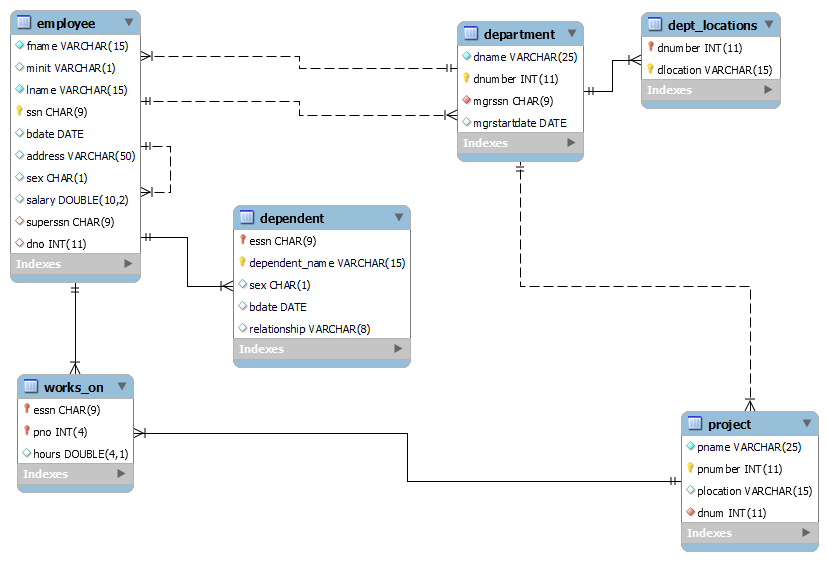 employee
fname VARCHAR(15)
minit VARCHAR(1)
lname VARCHAR(15)
ssn CHAR(9)
bdate DATE
address VARCHAR(50)
sex CHAR(1)
salary DOUBLE(10,2)
superssn CHAR(9)
dno INT(11)
Indexes
department
dname VARCHAR(25)
dnumber INT(11)
mgrssn CHAR(9)
mgrstartdate DATE
Indexes
dept_locations
dnumber INT(11)
dlocation VARCHAR(15)
Indexes
dependent
essn CHAR(9)
dependent_name VARCHAR(15)
sex CHAR(1)
bdate DATE
relationship VARCHAR(8)
Indexes
works_on
essn CHAR(9)
pno INT(4)
hours DOUBLE(4,1)
Indexes
project
pname VARCHAR(25)
pnumber INT(11)
plocation VARCHAR(15)
dnum INT(11)
Indexes